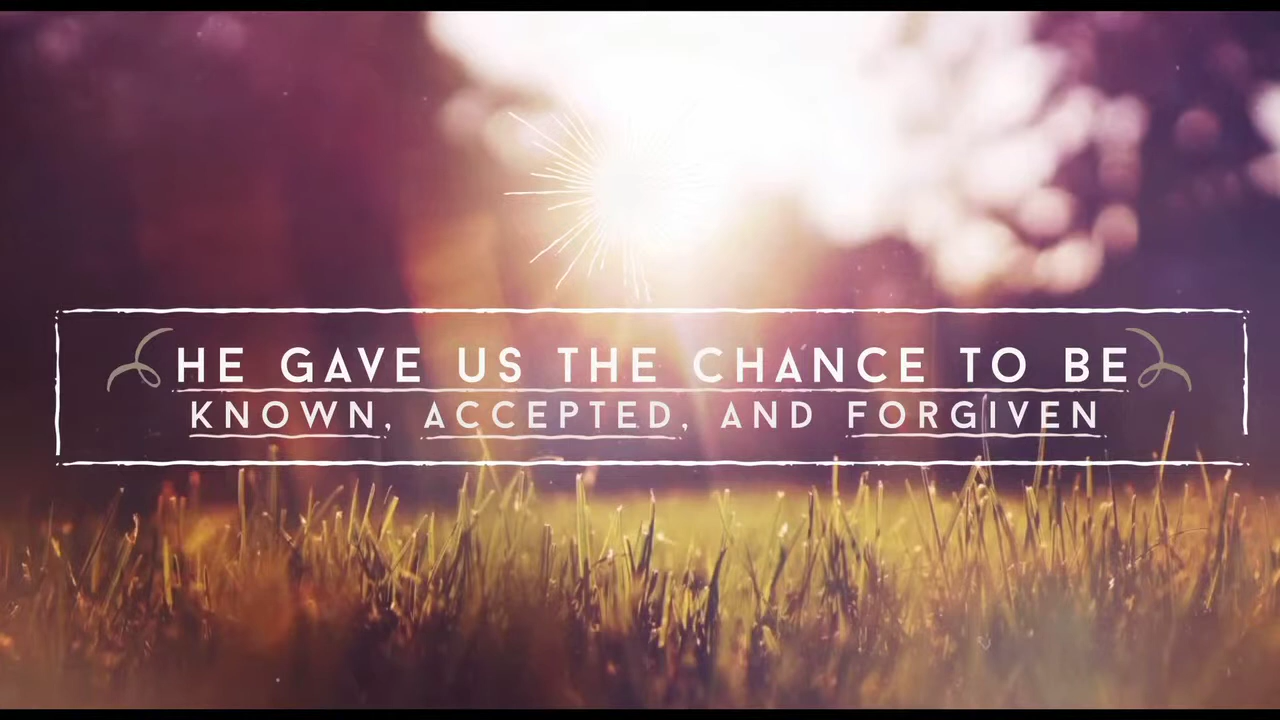 HE GAVE US THE CHANCE TO BE
KNOWN, ACCEPTED, AND FORGIVEN